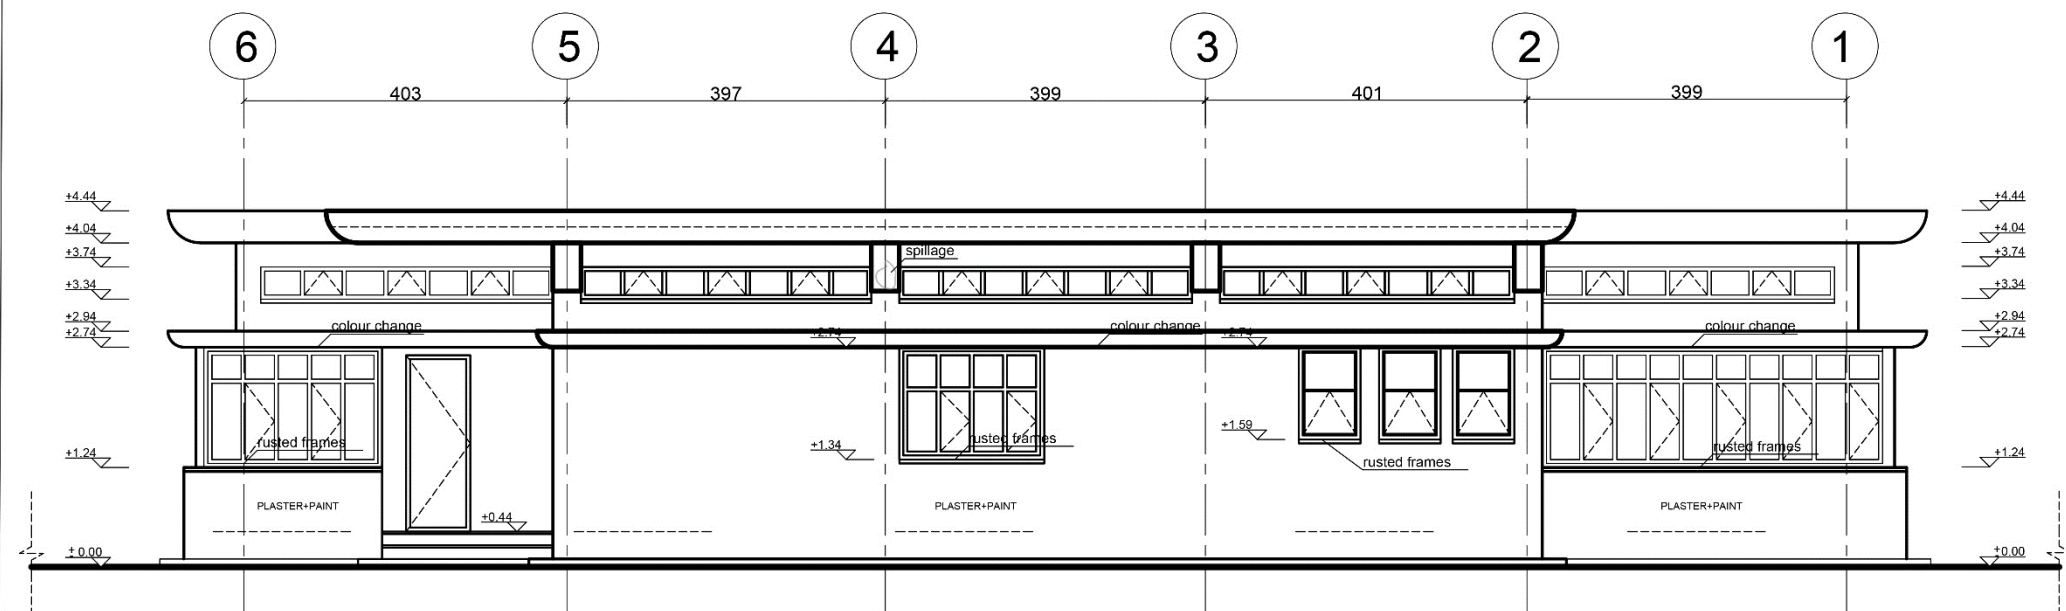 6 5 4 3 2 1
403 397 399 401 399
+4.44 +4.44
+4.04 +4.04
spillage
+3.74 +3.74
+3.34 +3.34
+2.94 +2.94
colour change colour change colour change
+2.74 +2.74 +2.74 +2.74
+1.59
rusted frames rusted frames rusted frames
+1.34
+1.24 +1.24
rusted frames
PLASTER+PAINT PLASTER+PAINT PLASTER+PAINT
+0.44
± 0.00 ±0.00